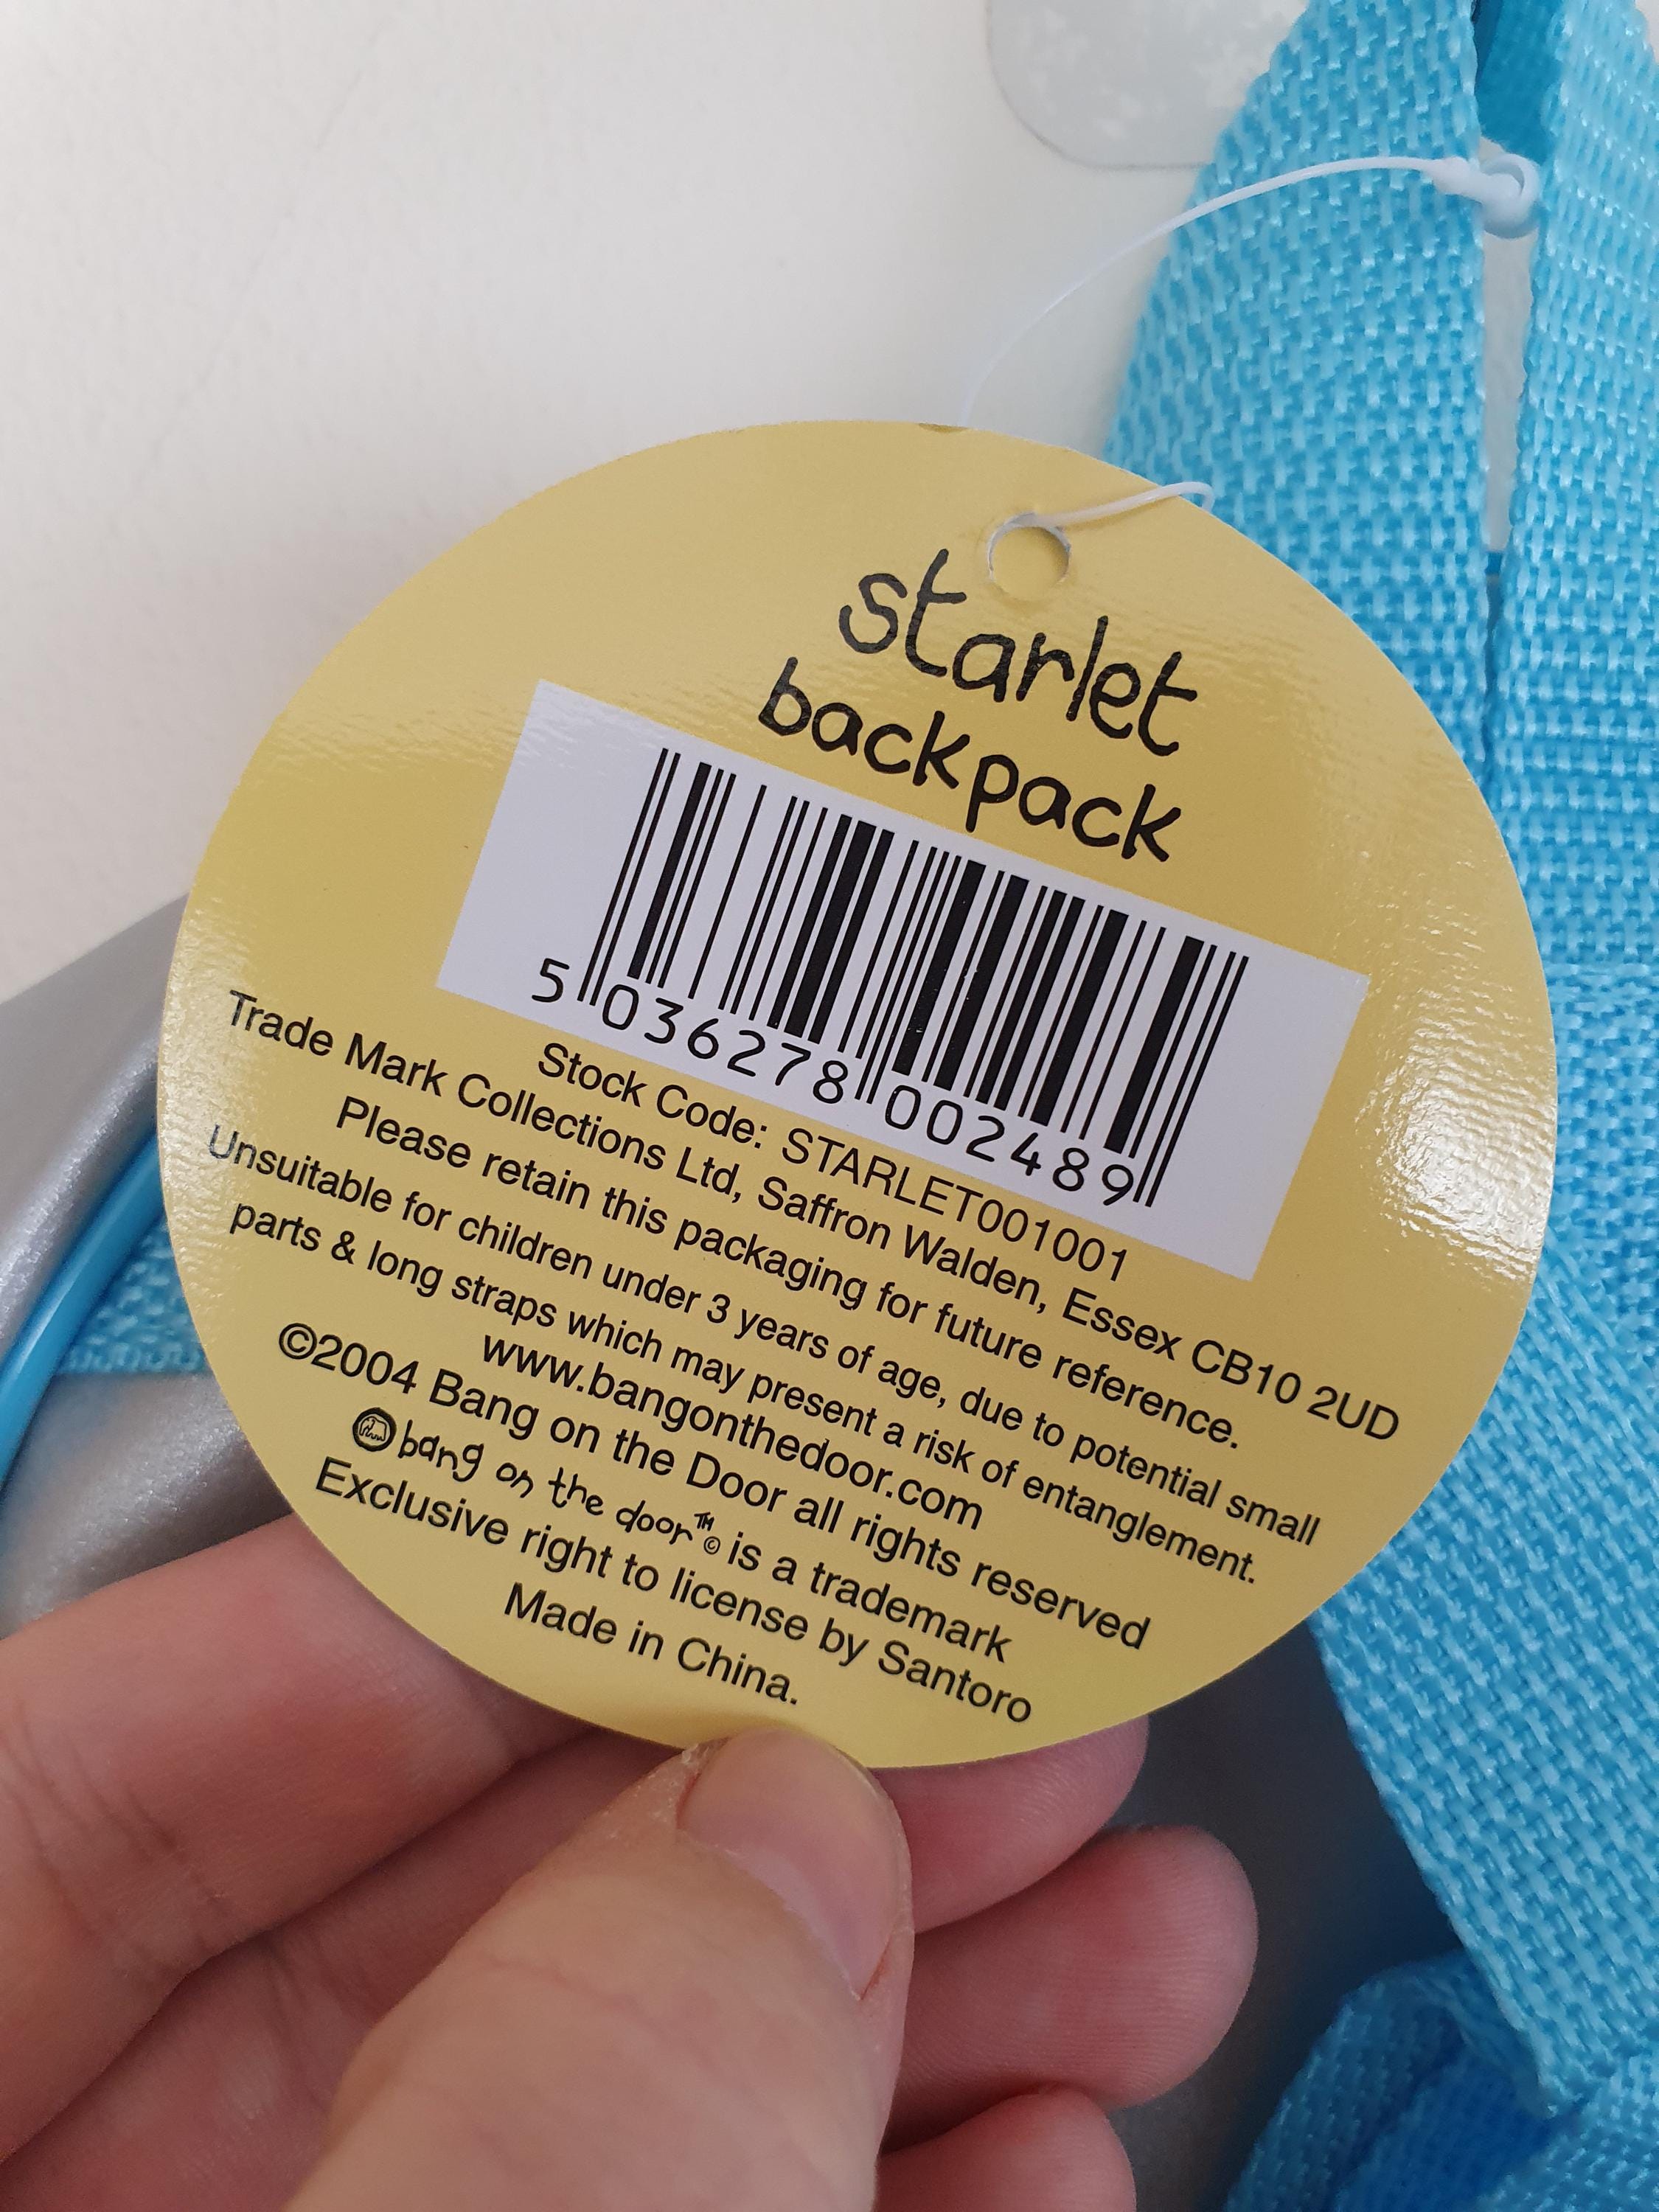 starlet
backpack
5 036278 002489
Stock Code: STARLET001001
Trade Mark Collections Ltd, Saffron Walden, Essex CB10 2UD
Please retain this packaging for future reference.
Unsuitable for children under 3 years of age, due to potential small
parts & long straps which may present a risk of entanglement.
www.bangonthedoor.com
©2004 Bang on the Door all rights reserved
bang on the door™© is a trademark
Exclusive right to license by Santoro
Made in China.